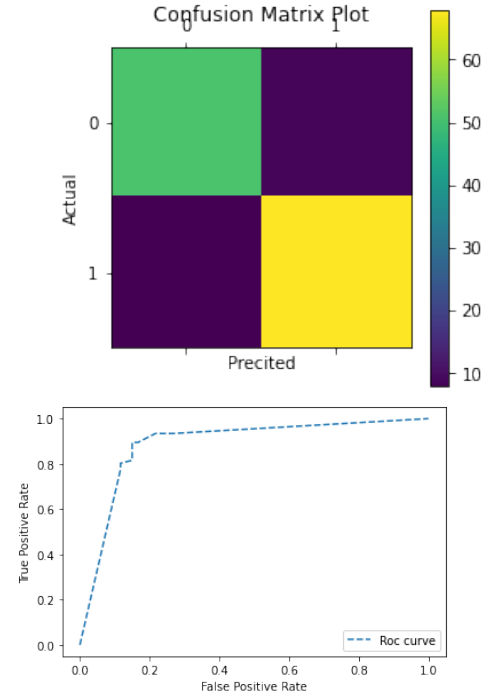 Confusion Matrix Plot
0 1
0
1
Actual
Precited
60
50
40
30
20
10
1.0
0.8
0.6
0.4
0.2
0.0
True Positive Rate
0.0 0.2 0.4 0.6 0.8 1.0
False Positive Rate
Roc curve